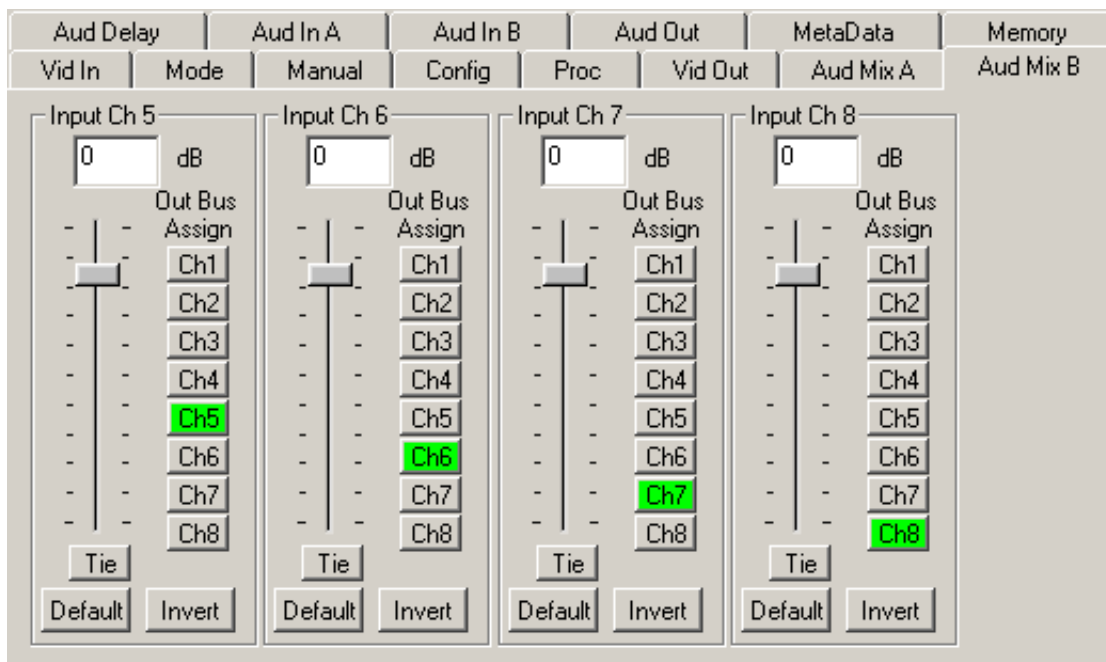 Aud Delay Aud In A Aud In B Aud Out MetaData Memory
Vid In Mode Manual Config Proc Vid Out Aud Mix A Aud Mix B
Input Ch 5 Input Ch 6 Input Ch 7 Input Ch 8
0 dB 0 dB 0 dB 0 dB
Out Bus Out Bus Out Bus Out Bus
Assign Assign Assign Assign
Ch1 Ch1 Ch1 Ch1
Ch2 Ch2 Ch2 Ch2
Ch3 Ch3 Ch3 Ch3
Ch4 Ch4 Ch4 Ch4
Ch5 Ch5 Ch5 Ch5
Ch6 Ch6 Ch6 Ch6
Ch7 Ch7 Ch7 Ch7
Ch8 Ch8 Ch8 Ch8
Tie Tie Tie Tie
Default Invert Default Invert Default Invert Default Invert